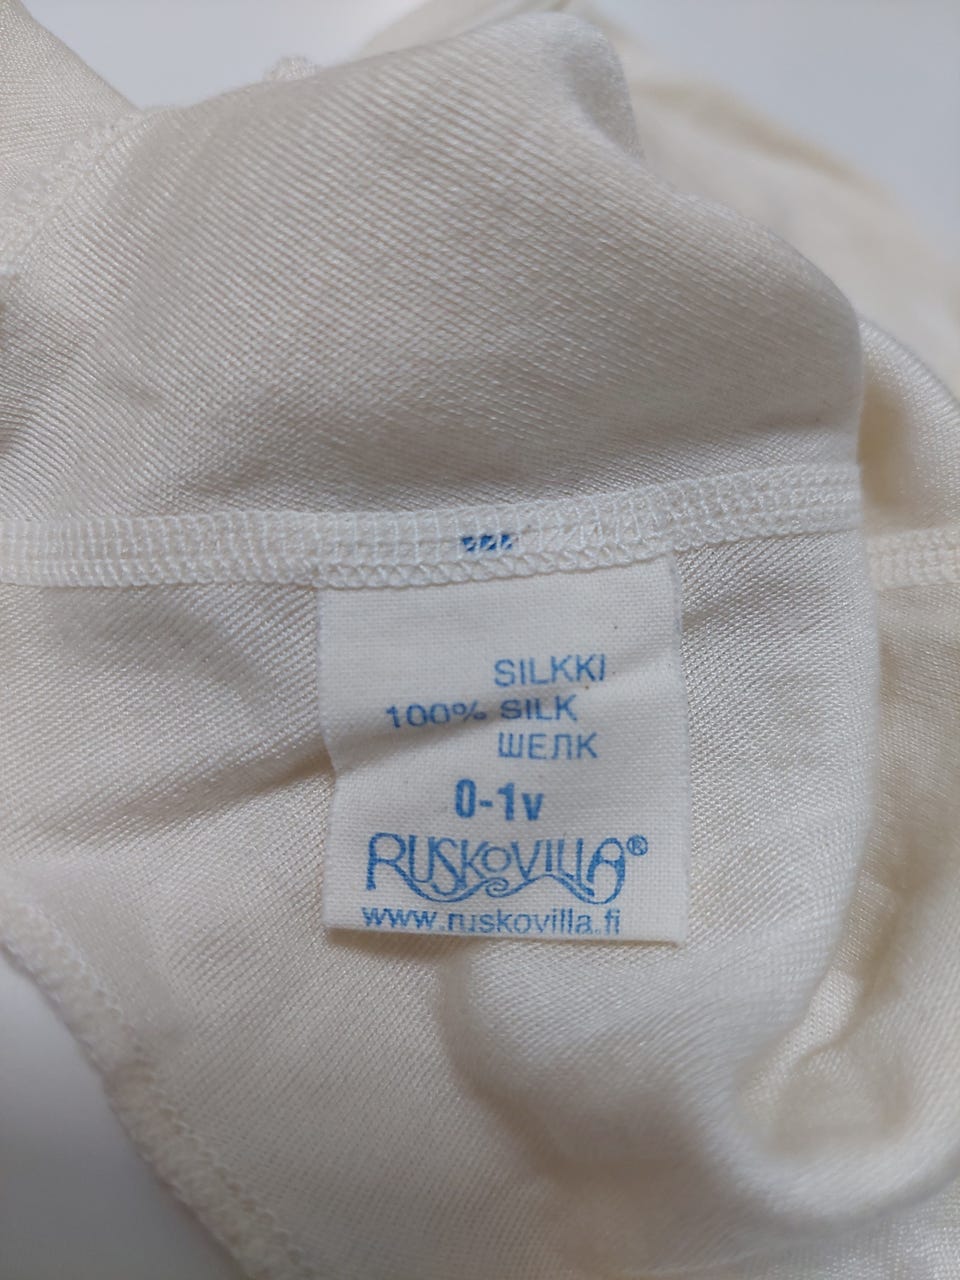 SILKKI
100% SILK
ШЕЛК
0-1v
RUSKOVILLA®
www.ruskovilla.fi